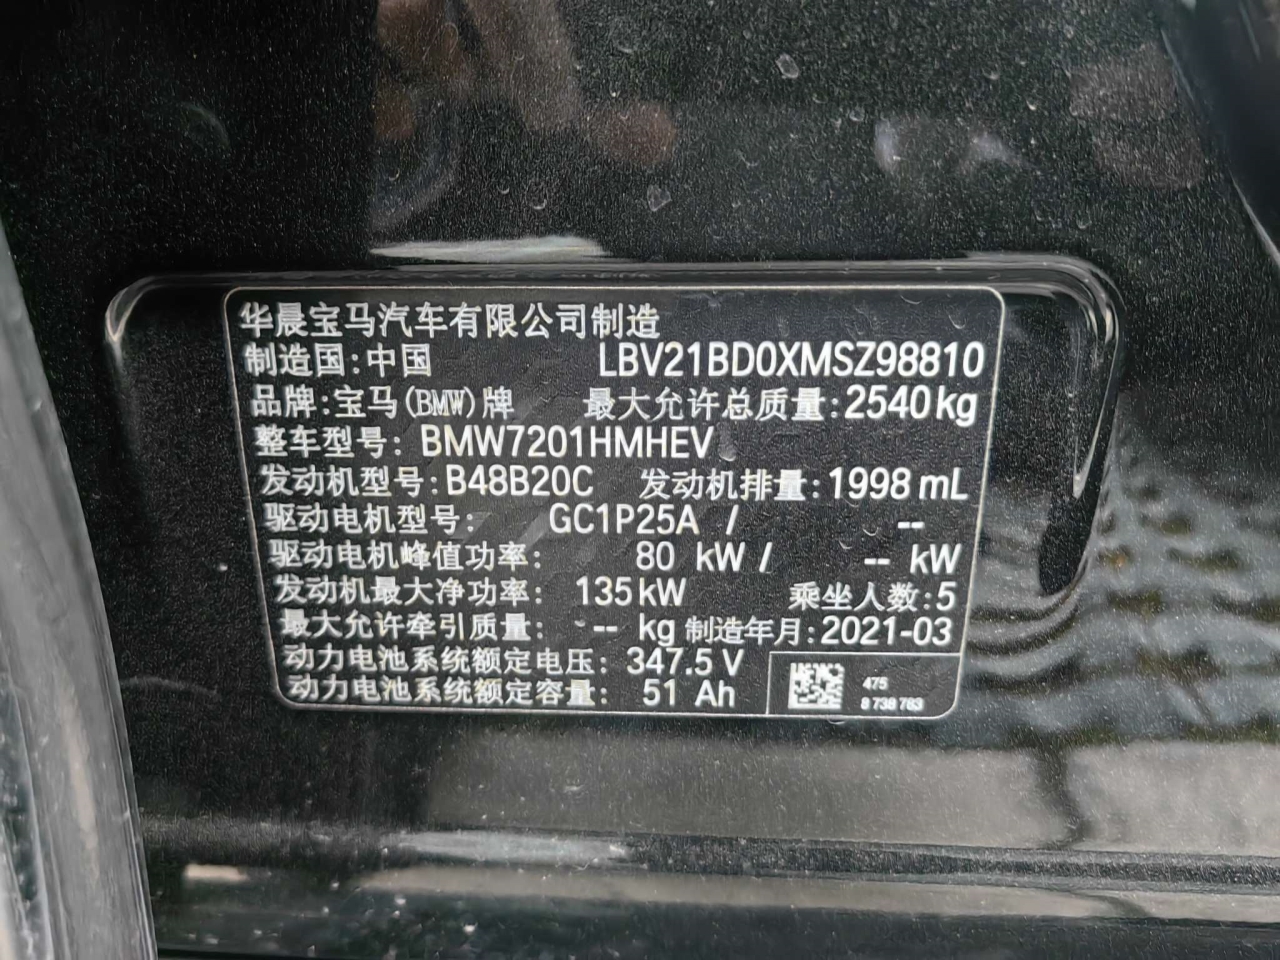 华晨宝马汽车有限公司制造
制造国:中国 LBV21BD0XMSZ98810
品牌:宝马(BMW)牌 最大允许总质量:2540kg
整车型号: BMW7201HMHEV
发动机型号:B48B20C 发动机排量:1998mL
驱动电机型号: GC1P25A / --
驱动电机峰值功率: 80 kW / -- kW
发动机最大净功率: 135kW 乘坐人数:5
最大允许牵引质量: -- kg 制造年月:2021-03
动力电池系统额定电压: 347.5V
动力电池系统额定容量: 51 Ah
475
8 738 783